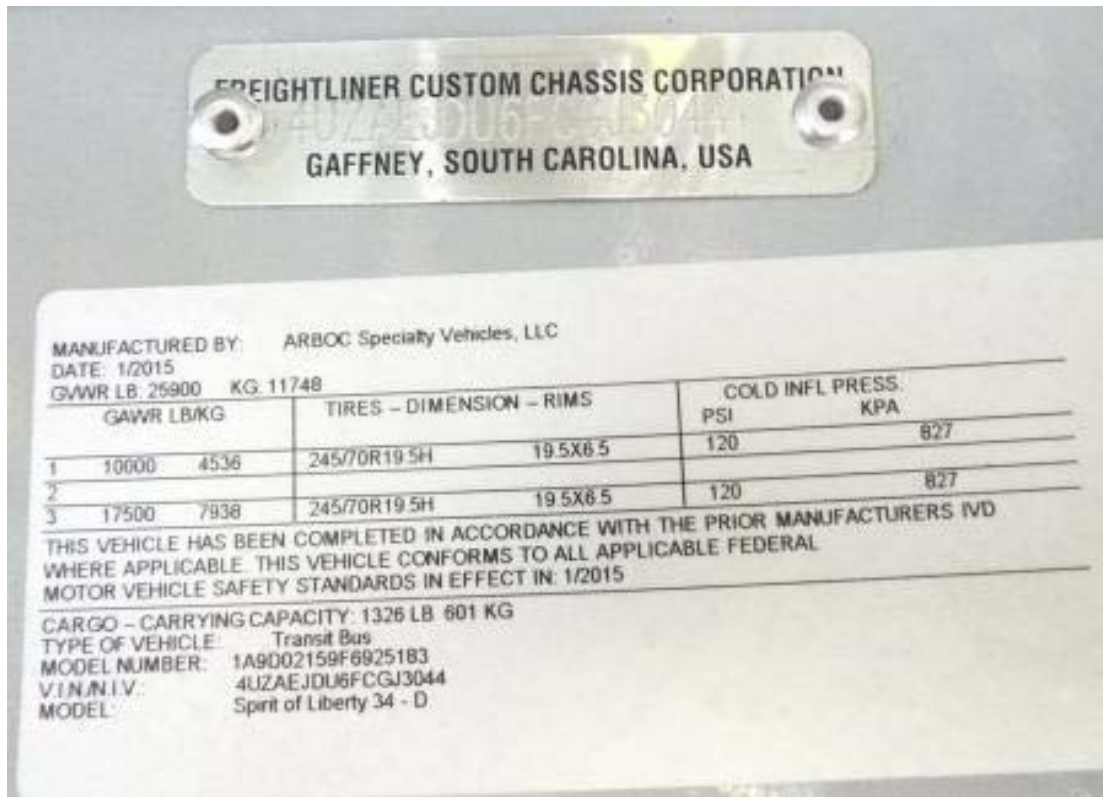 FREIGHTLINER CUSTOM CHASSIS CORPORATION
4UZAEJDU6FCGJ3044
GAFFNEY, SOUTH CAROLINA, USA
MANUFACTURED BY: ARBOC Specialty Vehicles, LLC
DATE: 1/2015
GVWR LB: 25900 KG: 11748
GAWR LB/KG TIRES – DIMENSION – RIMS COLD INFL PRESS.
PSI KPA
1 10000 4536 245/70R19.5H 19.5X6.5 120 827
2
3 17500 7938 245/70R19.5H 19.5X6.5 120 827
THIS VEHICLE HAS BEEN COMPLETED IN ACCORDANCE WITH THE PRIOR MANUFACTURERS IVD
WHERE APPLICABLE. THIS VEHICLE CONFORMS TO ALL APPLICABLE FEDERAL
MOTOR VEHICLE SAFETY STANDARDS IN EFFECT IN: 1/2015
CARGO – CARRYING CAPACITY: 1326 LB 601 KG
TYPE OF VEHICLE: Transit Bus
MODEL NUMBER: 1A9D02159F6925183
V.I.N./N.I.V.: 4UZAEJDU6FCGJ3044
MODEL: Spirit of Liberty 34 - D